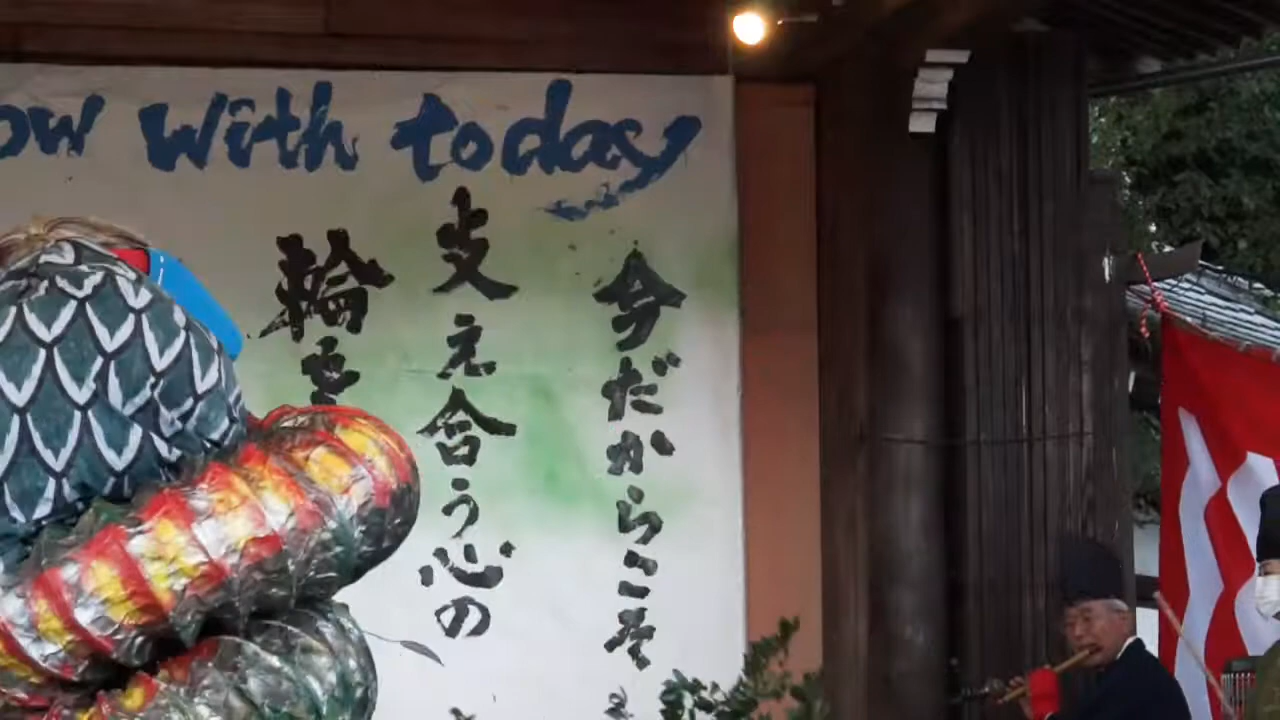 ow with today
今だからこそ
支え合う心の
輪を